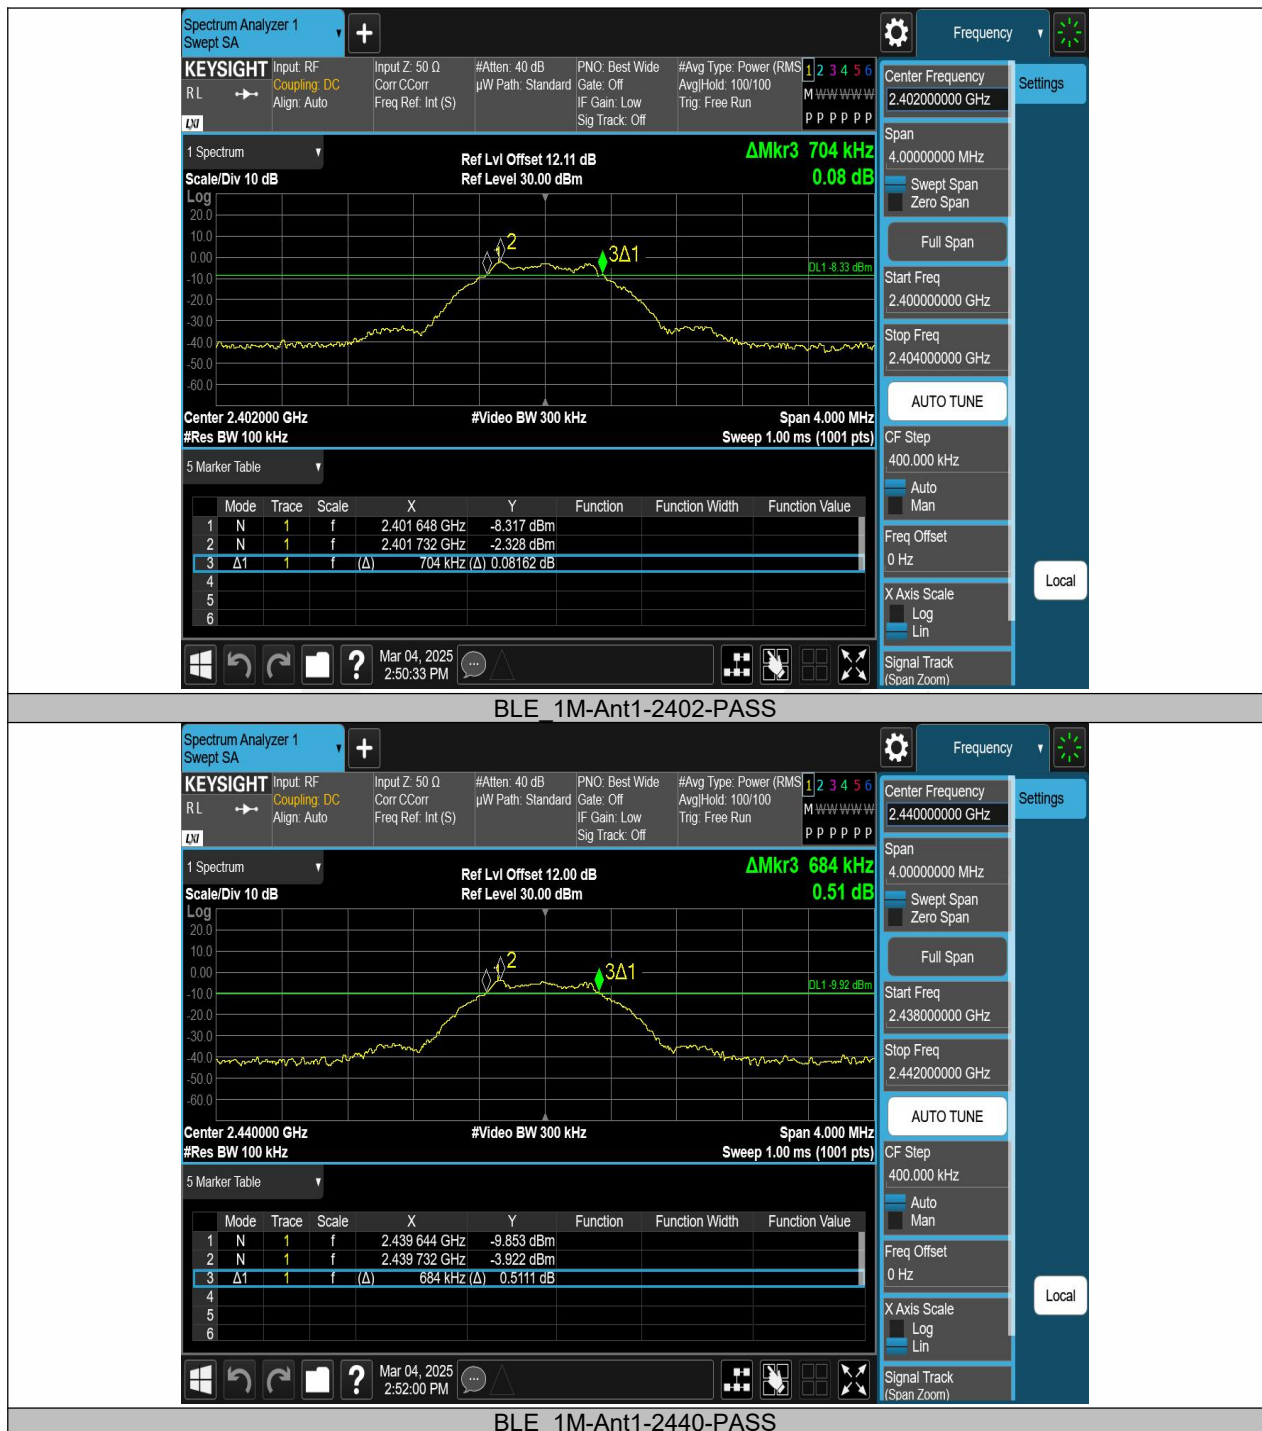 Spectrum Analyzer 1
Swept SA
+
Frequency
KEYSIGHT
RL
LXI
Input: RF
Coupling: DC
Align: Auto
Input Z: 50 Ω
Corr CCorr
Freq Ref: Int (S)
#Atten: 40 dB
µW Path: Standard
PNO: Best Wide
Gate: Off
IF Gain: Low
Sig Track: Off
#Avg Type: Power (RMS
Avg|Hold: 100/100
Trig: Free Run
1 2 3 4 5 6
M W W W W W
P P P P P P
Center Frequency
2.402000000 GHz
Settings
Span
4.00000000 MHz
Swept Span
Zero Span
Full Span
Start Freq
2.400000000 GHz
Stop Freq
2.404000000 GHz
AUTO TUNE
CF Step
400.000 kHz
Auto
Man
Freq Offset
0 Hz
X Axis Scale
Log
Lin
Signal Track
(Span Zoom)
Local
1 Spectrum
Scale/Div 10 dB
Ref Lvl Offset 12.11 dB
Ref Level 30.00 dBm
ΔMkr3 704 kHz
0.08 dB
Log
20.0
10.0
0.00
-10.0
-20.0
-30.0
-40.0
-50.0
-60.0
1
2
3Δ1
DL1 -8.33 dBm
Center 2.402000 GHz
#Video BW 300 kHz
Span 4.000 MHz
#Res BW 100 kHz
Sweep 1.00 ms (1001 pts)
5 Marker Table
Mode Trace Scale X Y Function Function Width Function Value
1 N 1 f 2.401 648 GHz -8.317 dBm
2 N 1 f 2.401 732 GHz -2.328 dBm
3 Δ1 1 f (Δ) 704 kHz (Δ) 0.08162 dB
4
5
6
?
Mar 04, 2025
2:50:33 PM
BLE_1M-Ant1-2402-PASS
Spectrum Analyzer 1
Swept SA
+
Frequency
KEYSIGHT
RL
LXI
Input: RF
Coupling: DC
Align: Auto
Input Z: 50 Ω
Corr CCorr
Freq Ref: Int (S)
#Atten: 40 dB
µW Path: Standard
PNO: Best Wide
Gate: Off
IF Gain: Low
Sig Track: Off
#Avg Type: Power (RMS
Avg|Hold: 100/100
Trig: Free Run
1 2 3 4 5 6
M W W W W W
P P P P P P
Center Frequency
2.440000000 GHz
Settings
Span
4.00000000 MHz
Swept Span
Zero Span
Full Span
Start Freq
2.438000000 GHz
Stop Freq
2.442000000 GHz
AUTO TUNE
CF Step
400.000 kHz
Auto
Man
Freq Offset
0 Hz
X Axis Scale
Log
Lin
Signal Track
(Span Zoom)
Local
1 Spectrum
Scale/Div 10 dB
Ref Lvl Offset 12.00 dB
Ref Level 30.00 dBm
ΔMkr3 684 kHz
0.51 dB
Log
20.0
10.0
0.00
-10.0
-20.0
-30.0
-40.0
-50.0
-60.0
1
2
3Δ1
DL1 -9.92 dBm
Center 2.440000 GHz
#Video BW 300 kHz
Span 4.000 MHz
#Res BW 100 kHz
Sweep 1.00 ms (1001 pts)
5 Marker Table
Mode Trace Scale X Y Function Function Width Function Value
1 N 1 f 2.439 644 GHz -9.853 dBm
2 N 1 f 2.439 732 GHz -3.922 dBm
3 Δ1 1 f (Δ) 684 kHz (Δ) 0.5111 dB
4
5
6
?
Mar 04, 2025
2:52:00 PM
BLE_1M-Ant1-2440-PASS